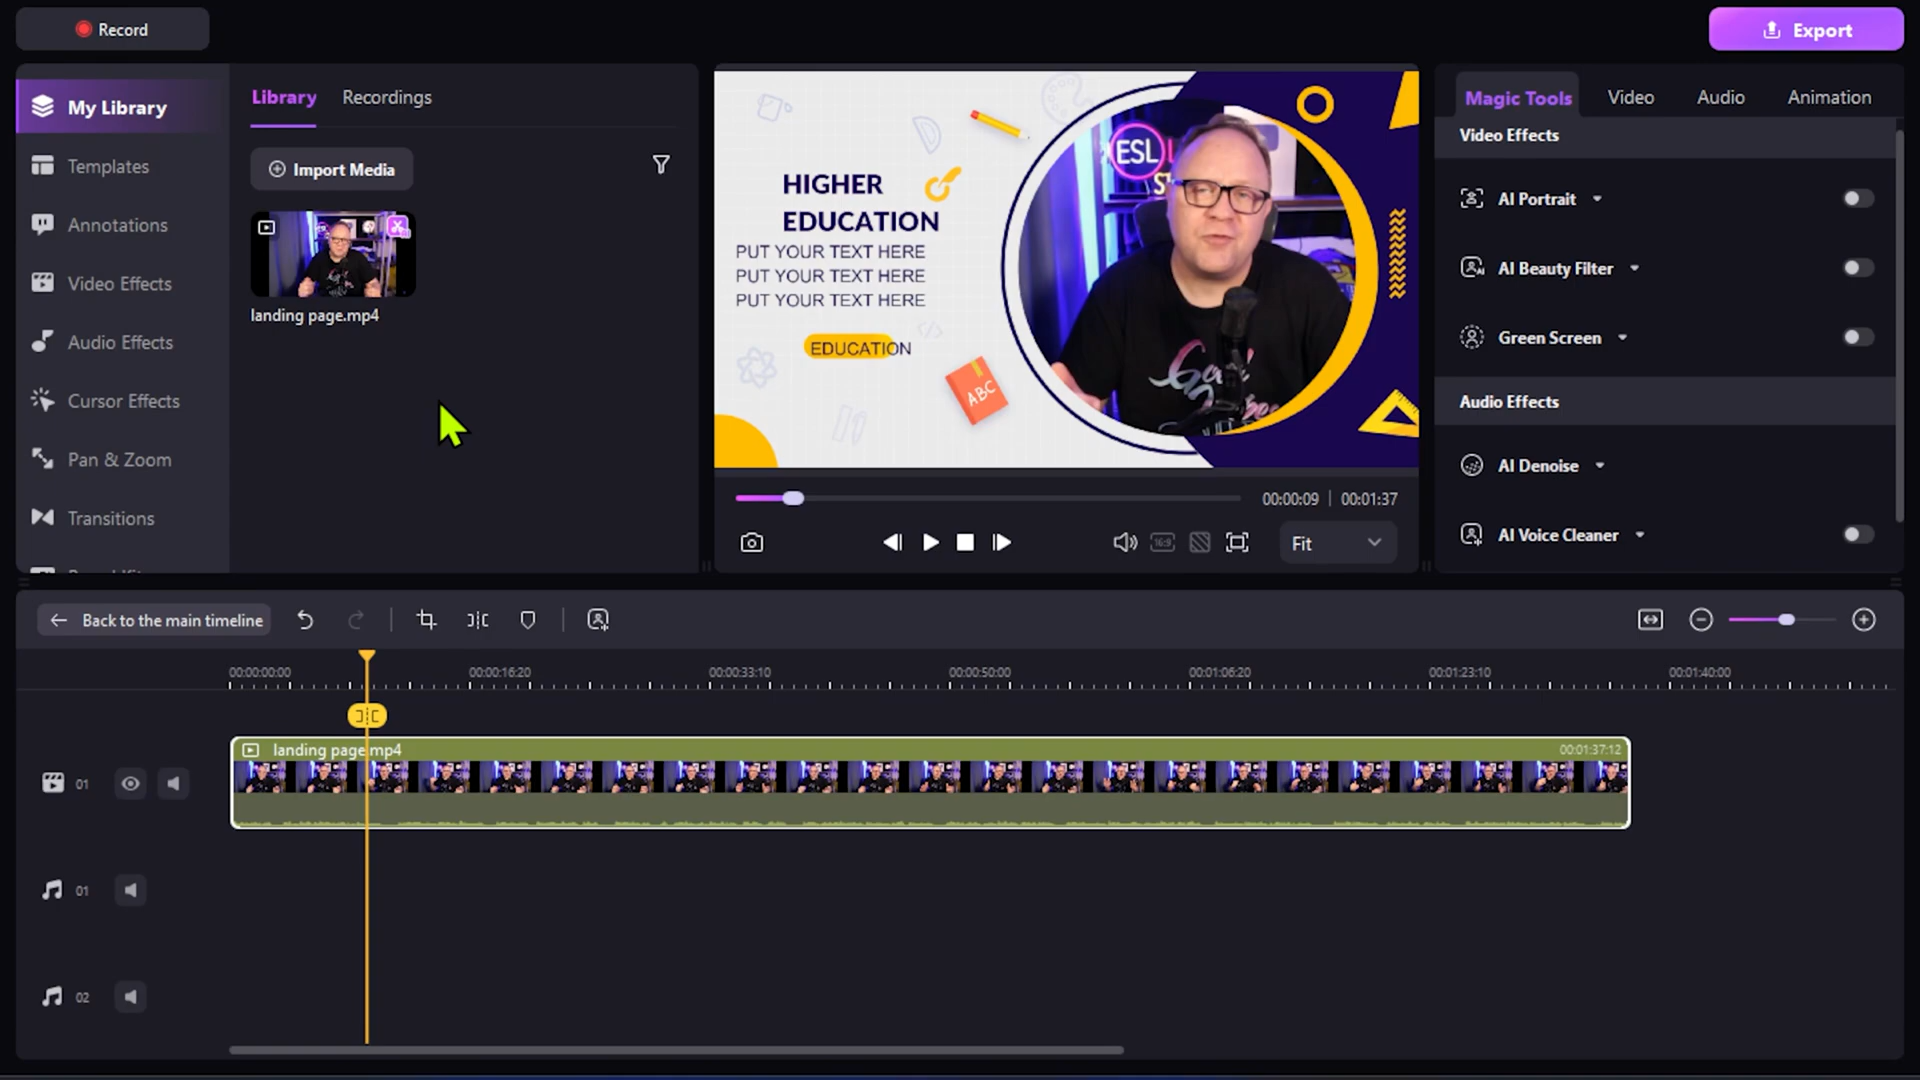 Record
Export
My Library
Templates
Annotations
Video Effects
Audio Effects
Cursor Effects
Pan & Zoom
Transitions
Library
Recordings
Import Media
landing page.mp4
HIGHER
EDUCATION
PUT YOUR TEXT HERE
PUT YOUR TEXT HERE
PUT YOUR TEXT HERE
EDUCATION
ABC
ESL
00:00:09 | 00:01:37
16:9
Fit
Magic Tools
Video
Audio
Animation
Video Effects
AI Portrait
AI Beauty Filter
Green Screen
Audio Effects
AI Denoise
AI Voice Cleaner
Back to the main timeline
00:00:00:00
00:00:16:20
00:00:33:10
00:00:50:00
00:01:06:20
00:01:23:10
00:01:40:00
landing page.mp4
00:01:37:12
01
01
02